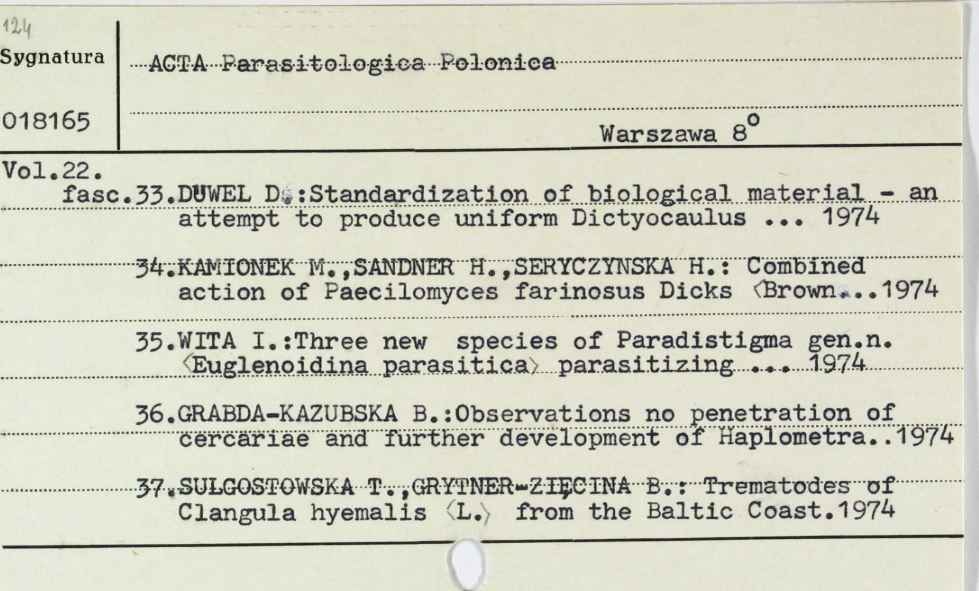 124
Sygnatura
ACTA Parasitologica Polonica
018165
Warszawa 8°
Vol.22.
fasc.33.DÜWEL D.:Standardization of biological material - an
attempt to produce uniform Dictyocaulus ... 1974
34.KAMIONEK M.,SANDNER H.,SERYCZYNSKA H.: Combined
action of Paecilomyces farinosus Dicks <Brown...1974
35.WITA I.:Three new species of Paradistigma gen.n.
<Euglenoidina parasitica> parasitizing ... 1974
36.GRABDA-KAZUBSKA B.:Observations no penetration of
cercariae and further development of Haplometra..1974
37.SULGOSTOWSKA T.,GRYTNER-ZIĘCINA B.: Trematodes of
Clangula hyemalis <L.> from the Baltic Coast.1974